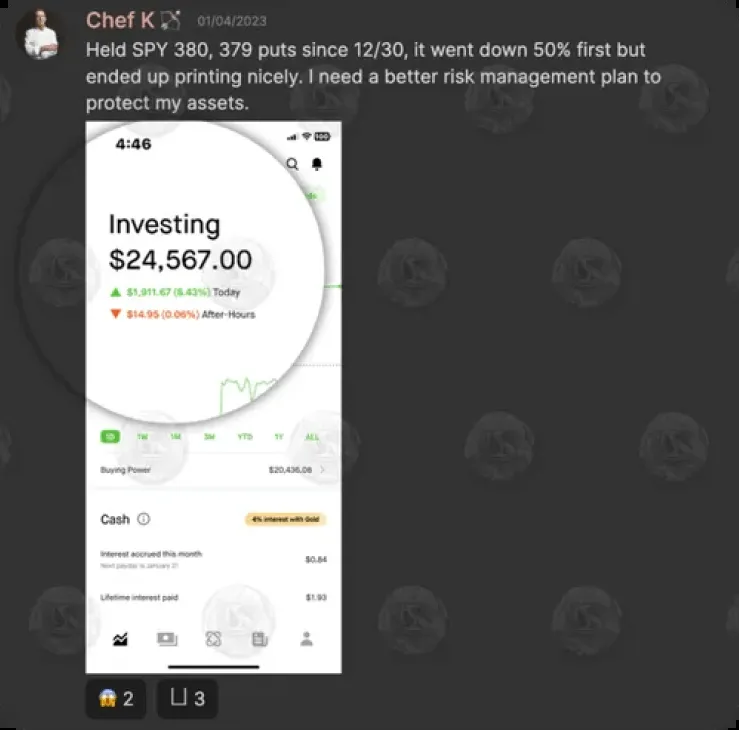 Chef K 01/04/2023
Held SPY 380, 379 puts since 12/30, it went down 50% first but
ended up printing nicely. I need a better risk management plan to
protect my assets.
4:46
100
Investing
$24,567.00
▲ $1,911.67 (8.43%) Today
▼ $14.95 (0.06%) After-Hours
1D 1W 1M 3M YTD 1Y ALL
Buying Power $20,436.08
Cash
4% interest with Gold
Interest accrued this month $0.84
Next payday is January 31
Lifetime interest paid $1.93
😱 2 3